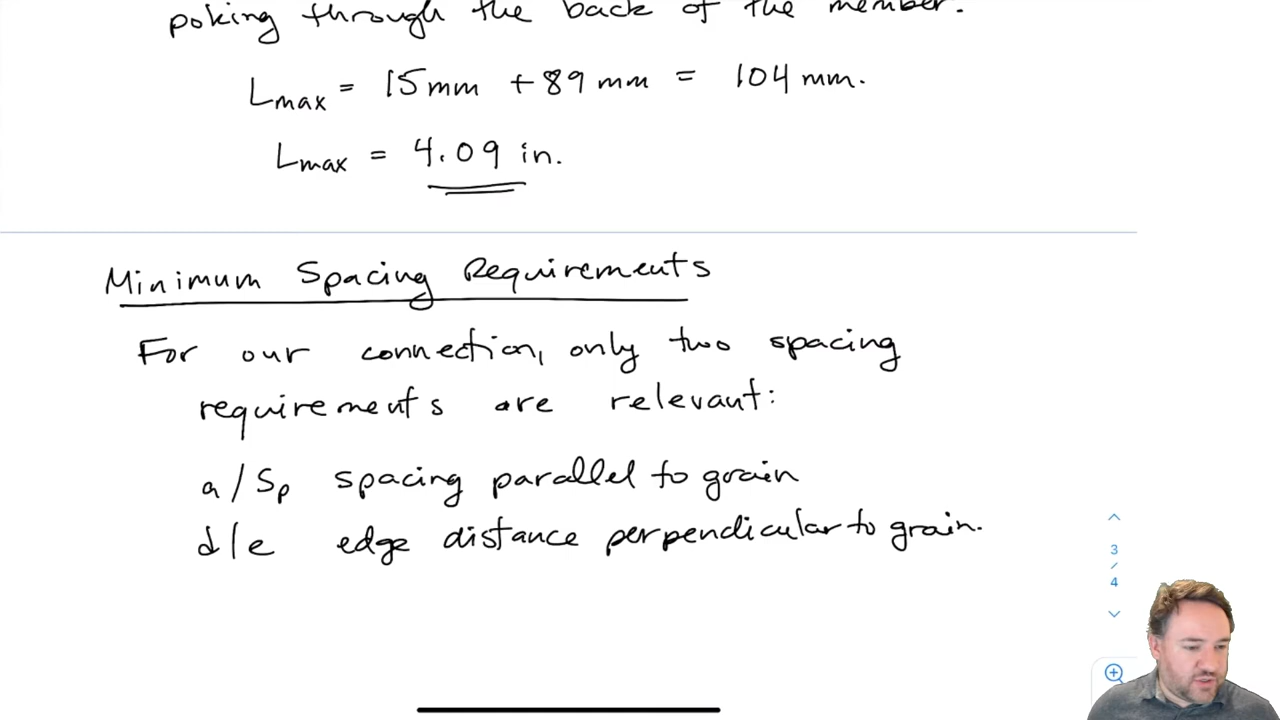 poking through the back of the member.
Lmax = 15mm + 89 mm = 104 mm.
Lmax = 4.09 in.
Minimum Spacing Requirements
For our connection, only two spacing
requirements are relevant:
a/Sp spacing parallel to grain
d/e edge distance perpendicular to grain.
3
/
4